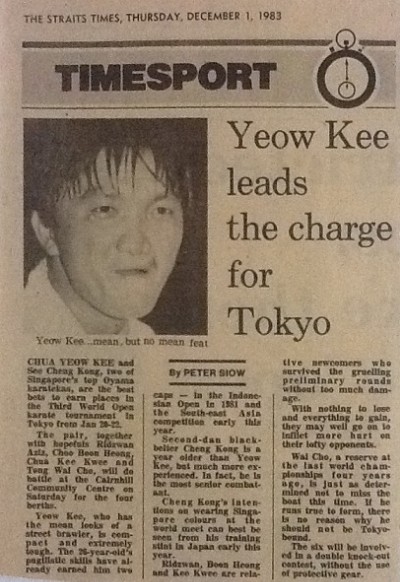 THE STRAITS TIMES, THURSDAY, DECEMBER 1, 1983
TIMESPORT
Yeow Kee
leads
the charge
for
Tokyo
Yeow Kee ...mean, but no mean feat
CHUA YEOW KEE and
Seo Cheng Kong, two of
Singapore's top Oyama
karatekas, are the best
bets to earn places in
the Third World Open
karate tournament in
Tokyo from Jan 20-22.
The pair, together
with hopefuls Ridzwan
Aziz, Choo Boon Heong,
Chua Kee Kwee and
Tong Wai Cho, will do
battle at the Cairnhill
Community Centre on
Saturday for the four
berths.
Yeow Kee, who has
the mean looks of a
street brawler, is com-
pact and extremely
tough. The 26-year-old's
pugilistic skills have al-
ready earned him two
By PETER SIOW
caps — in the Indone-
sian Open in 1981 and
the South-east Asia
competition early this
year.
Second-dan black-
belter Cheng Kong is a
year older than Yeow
Kee, but much more ex-
perienced. In fact, he is
the most senior combat-
ant.
Cheng Kong's inten-
tions on wearing Singa-
pore colours at the
world meet can best be
seen from his training
stint in Japan early this
year.
Ridzwan, Boon Heong
and Kee Kwee are rela-
tive newcomers who
survived the gruelling
preliminary rounds
without too much dam-
age.
With nothing to lose
and everything to gain,
they may well go on to
inflict more hurt on
their lofty opponents.
Wai Cho, a reserve at
the last world cham-
pionships four years
ago, is just as deter-
mined not to miss the
boat this time. If he
runs true to form, there
is no reason why he
should not be Tokyo-
bound.
The six will be involv-
ed in a double knock-out
contest, without the use
of protective gear.